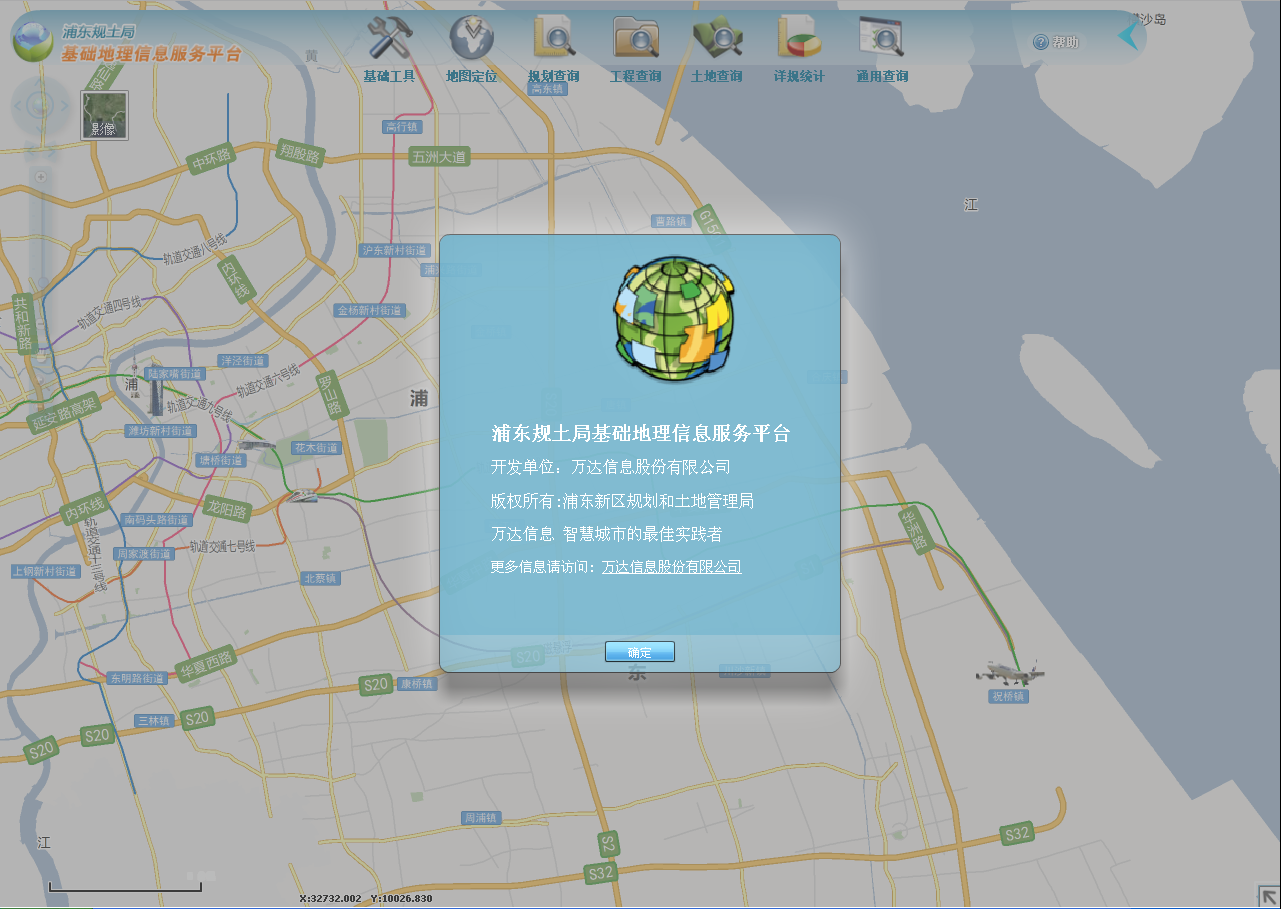 浦东规土局
基础地理信息服务平台
基础工具
地图定位
规划查询
工程查询
土地查询
详规统计
通用查询
帮助
沙岛
黄
高东镇
影像
高行镇
中环路
翔殷路
五洲大道
江
曹路镇
轨道交通八号线
沪东新村街道
内环线
共和新路
轨道交通四号线
金杨新村街道
洋泾街道
陆家嘴街道
浦
轨道交通六号线
罗山路
浦
轨道交通九号线
延安路高架
潍坊新村街道
花木街道
塘桥街道
浦东规土局基础地理信息服务平台
开发单位：万达信息股份有限公司
版权所有:浦东新区规划和土地管理局
万达信息 智慧城市的最佳实践者
更多信息请访问：万达信息股份有限公司
确定
内环线
龙阳路
南码头路街道
轨道交通十三号线
周家渡街道
轨道交通七号线
华洲路
上钢新村街道
北蔡镇
华夏西路
S20
东
东明路街道
S20
康桥镇
祝桥镇
三林镇
S20
S20
S20
周浦镇
S2
S32
S32
江
X:32732.002 Y:10026.830